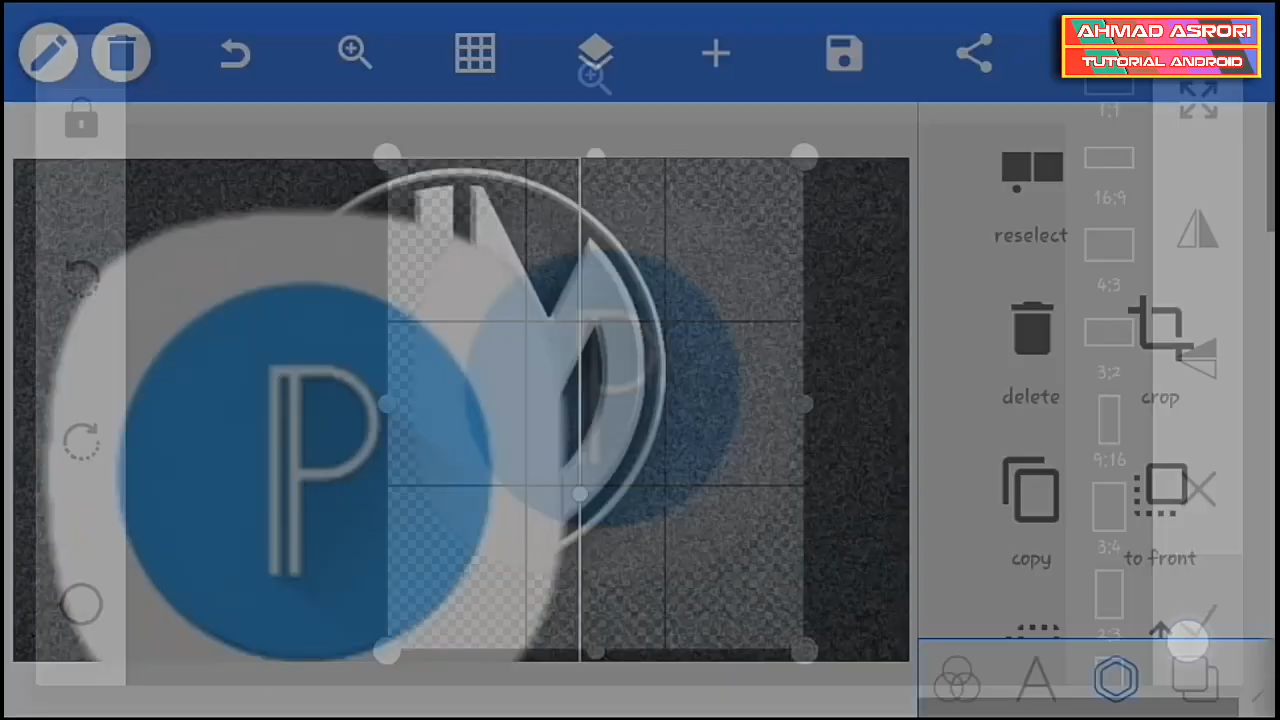 AHMAD ASRORI
TUTORIAL ANDROID
1:1
16:9
reselect
4:3
3:2
delete
crop
9:16
3:4
copy
to front
2:3
P
A